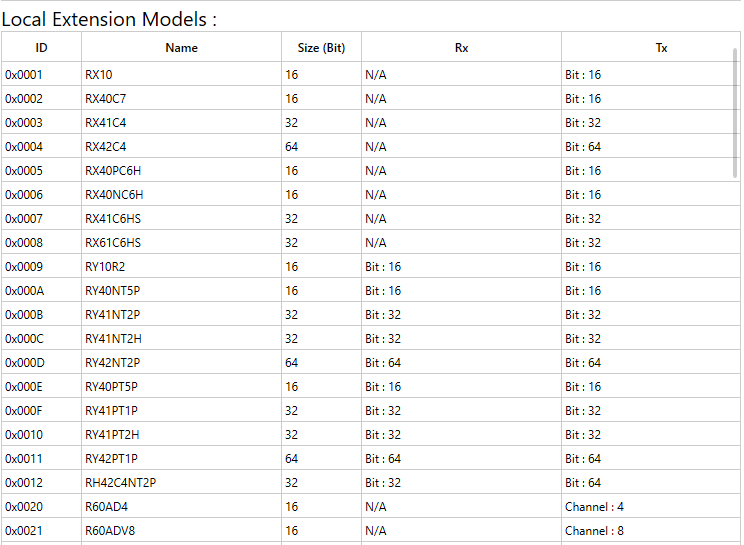 Local Extension Models :
ID Name Size (Bit) Rx Tx
0x0001 RX10 16 N/A Bit : 16
0x0002 RX40C7 16 N/A Bit : 16
0x0003 RX41C4 32 N/A Bit : 32
0x0004 RX42C4 64 N/A Bit : 64
0x0005 RX40PC6H 16 N/A Bit : 16
0x0006 RX40NC6H 16 N/A Bit : 16
0x0007 RX41C6HS 32 N/A Bit : 32
0x0008 RX61C6HS 32 N/A Bit : 32
0x0009 RY10R2 16 Bit : 16 Bit : 16
0x000A RY40NT5P 16 Bit : 16 Bit : 16
0x000B RY41NT2P 32 Bit : 32 Bit : 32
0x000C RY41NT2H 32 Bit : 32 Bit : 32
0x000D RY42NT2P 64 Bit : 64 Bit : 64
0x000E RY40PT5P 16 Bit : 16 Bit : 16
0x000F RY41PT1P 32 Bit : 32 Bit : 32
0x0010 RY41PT2H 32 Bit : 32 Bit : 32
0x0011 RY42PT1P 64 Bit : 64 Bit : 64
0x0012 RH42C4NT2P 32 Bit : 32 Bit : 64
0x0020 R60AD4 16 N/A Channel : 4
0x0021 R60ADV8 16 N/A Channel : 8